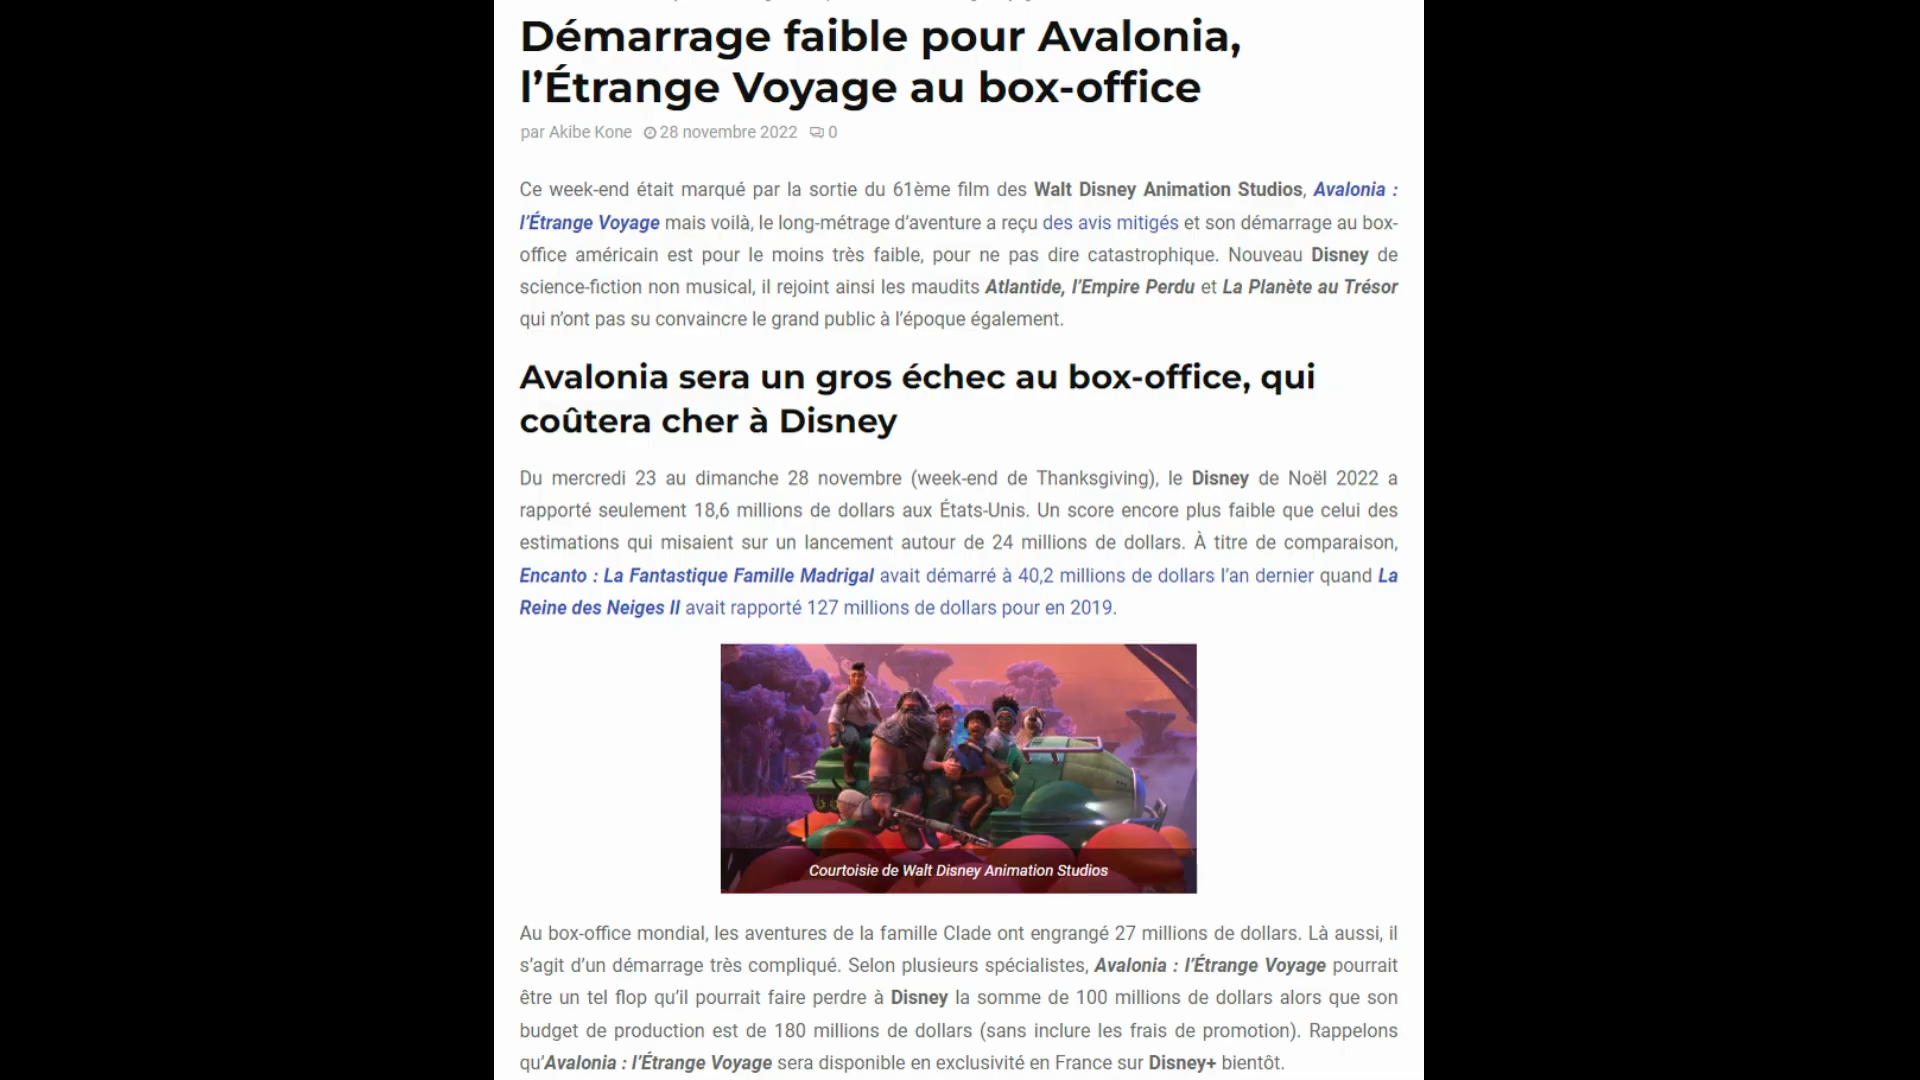 Démarrage faible pour Avalonia,
l’Étrange Voyage au box-office
par Akibe Kone 28 novembre 2022 0
Ce week-end était marqué par la sortie du 61ème film des Walt Disney Animation Studios, Avalonia :
l’Étrange Voyage mais voilà, le long-métrage d’aventure a reçu des avis mitigés et son démarrage au box-
office américain est pour le moins très faible, pour ne pas dire catastrophique. Nouveau Disney de
science-fiction non musical, il rejoint ainsi les maudits Atlantide, l’Empire Perdu et La Planète au Trésor
qui n’ont pas su convaincre le grand public à l’époque également.
Avalonia sera un gros échec au box-office, qui
coûtera cher à Disney
Du mercredi 23 au dimanche 28 novembre (week-end de Thanksgiving), le Disney de Noël 2022 a
rapporté seulement 18,6 millions de dollars aux États-Unis. Un score encore plus faible que celui des
estimations qui misaient sur un lancement autour de 24 millions de dollars. À titre de comparaison,
Encanto : La Fantastique Famille Madrigal avait démarré à 40,2 millions de dollars l’an dernier quand La
Reine des Neiges II avait rapporté 127 millions de dollars pour en 2019.
Courtoisie de Walt Disney Animation Studios
Au box-office mondial, les aventures de la famille Clade ont engrangé 27 millions de dollars. Là aussi, il
s’agit d’un démarrage très compliqué. Selon plusieurs spécialistes, Avalonia : l’Étrange Voyage pourrait
être un tel flop qu’il pourrait faire perdre à Disney la somme de 100 millions de dollars alors que son
budget de production est de 180 millions de dollars (sans inclure les frais de promotion). Rappelons
qu’Avalonia : l’Étrange Voyage sera disponible en exclusivité en France sur Disney+ bientôt.